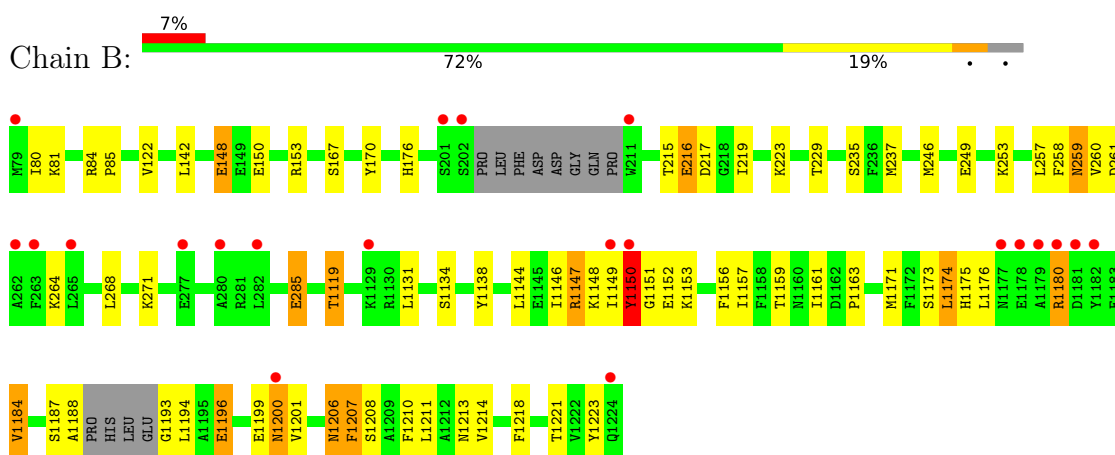 7%
Chain B:
72% 19% • •
M79 I80 K81 R84 P85 V122 L142 E148 E149 E150 R153 S167 Y170 H176 S201 S202 PRO LEU PHE ASP ASP GLY GLN PRO W211 T215 E216 D217 G218 I219 K223 T229 S235 F236 M237 M246 E249 K253 L257 F258 N259 V260 D261
A262 F263 K264 L265 L268 K271 E277 A280 R281 L282 E285 T1119 K1129 R1130 L1131 S1134 Y1138 L1144 E1145 I1146 R1147 K1148 I1149 Y1150 G1151 E1152 K1153 F1156 I1157 F1158 T1159 N1160 I1161 D1162 P1163 M1171 F1172 S1173 L1174 H1175 L1176 N1177 E1178 A1179 R1180 D1181 Y1182
V1184 S1187 A1188 PRO HIS LEU GLU G1193 L1194 A1195 E1196 E1199 N1200 V1201 N1206 F1207 S1208 A1209 F1210 L1211 A1212 N1213 V1214 F1218 T1221 V1222 Y1223 Q1224